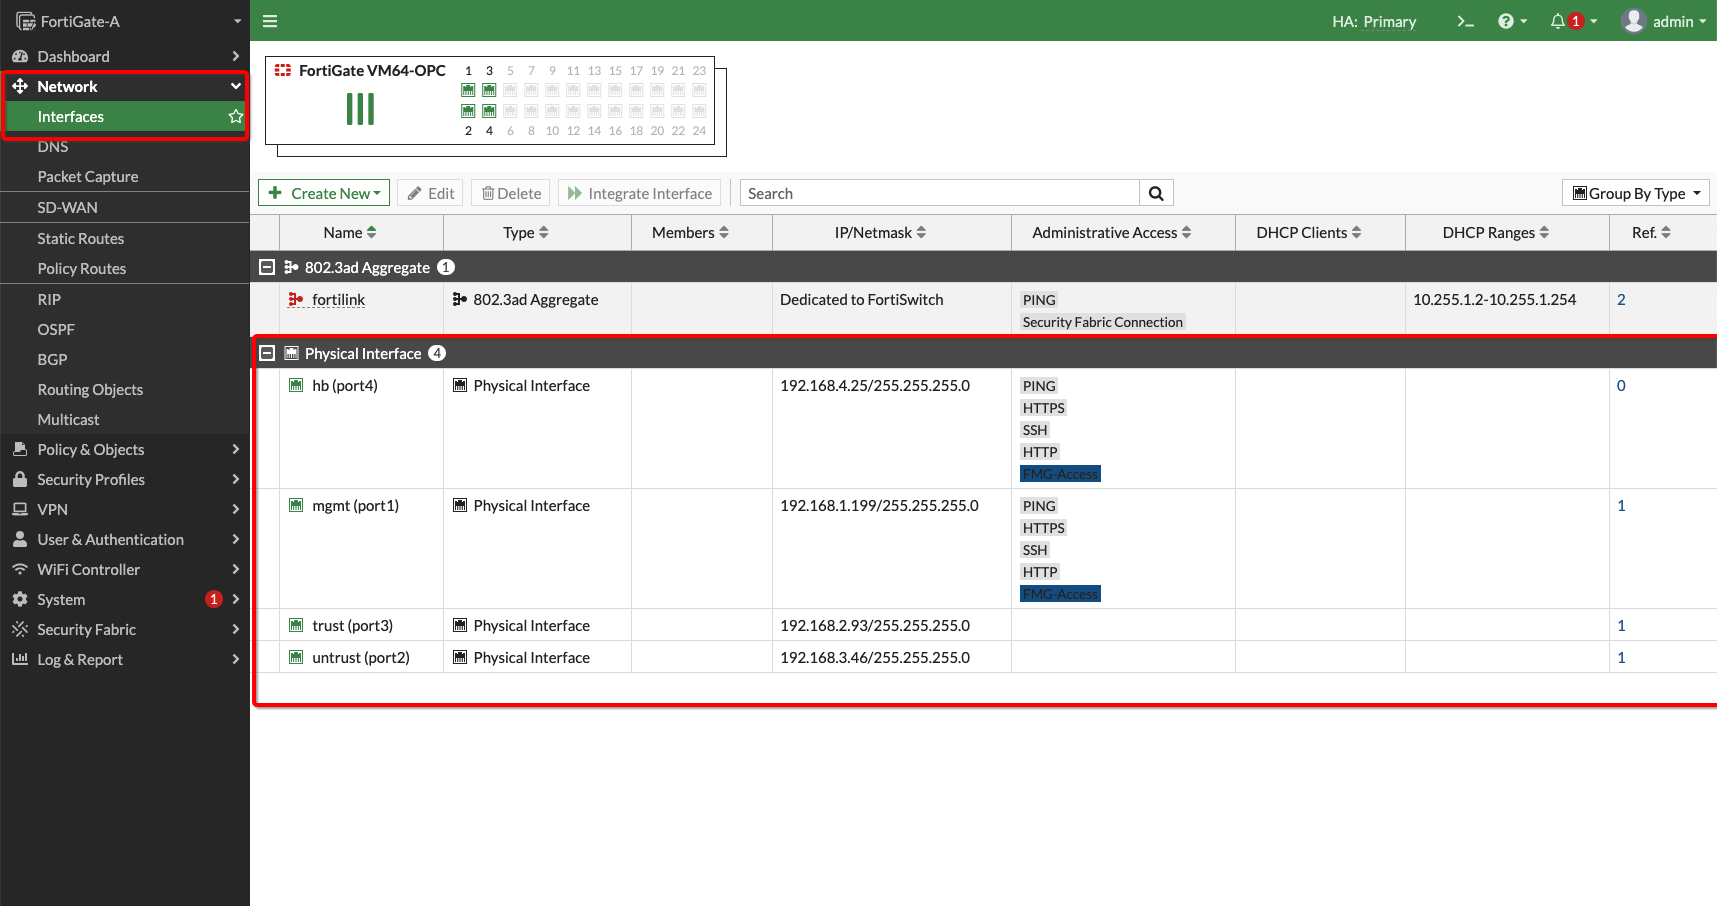 FortiGate-A
HA: Primary
1
admin
Dashboard
Network
Interfaces
DNS
Packet Capture
SD-WAN
Static Routes
Policy Routes
RIP
OSPF
BGP
Routing Objects
Multicast
Policy & Objects
Security Profiles
VPN
User & Authentication
WiFi Controller
System 1
Security Fabric
Log & Report
FortiGate VM64-OPC
1 3 5 7 9 11 13 15 17 19 21 23
2 4 6 8 10 12 14 16 18 20 22 24
Create New Edit Delete Integrate Interface Search Group By Type
Name Type Members IP/Netmask Administrative Access DHCP Clients DHCP Ranges Ref.
802.3ad Aggregate 1
fortilink 802.3ad Aggregate Dedicated to FortiSwitch PING 10.255.1.2-10.255.1.254 2
Security Fabric Connection
Physical Interface 4
hb (port4) Physical Interface 192.168.4.25/255.255.255.0 PING 0
HTTPS
SSH
HTTP
FMG-Access
mgmt (port1) Physical Interface 192.168.1.199/255.255.255.0 PING 1
HTTPS
SSH
HTTP
FMG-Access
trust (port3) Physical Interface 192.168.2.93/255.255.255.0 1
untrust (port2) Physical Interface 192.168.3.46/255.255.255.0 1